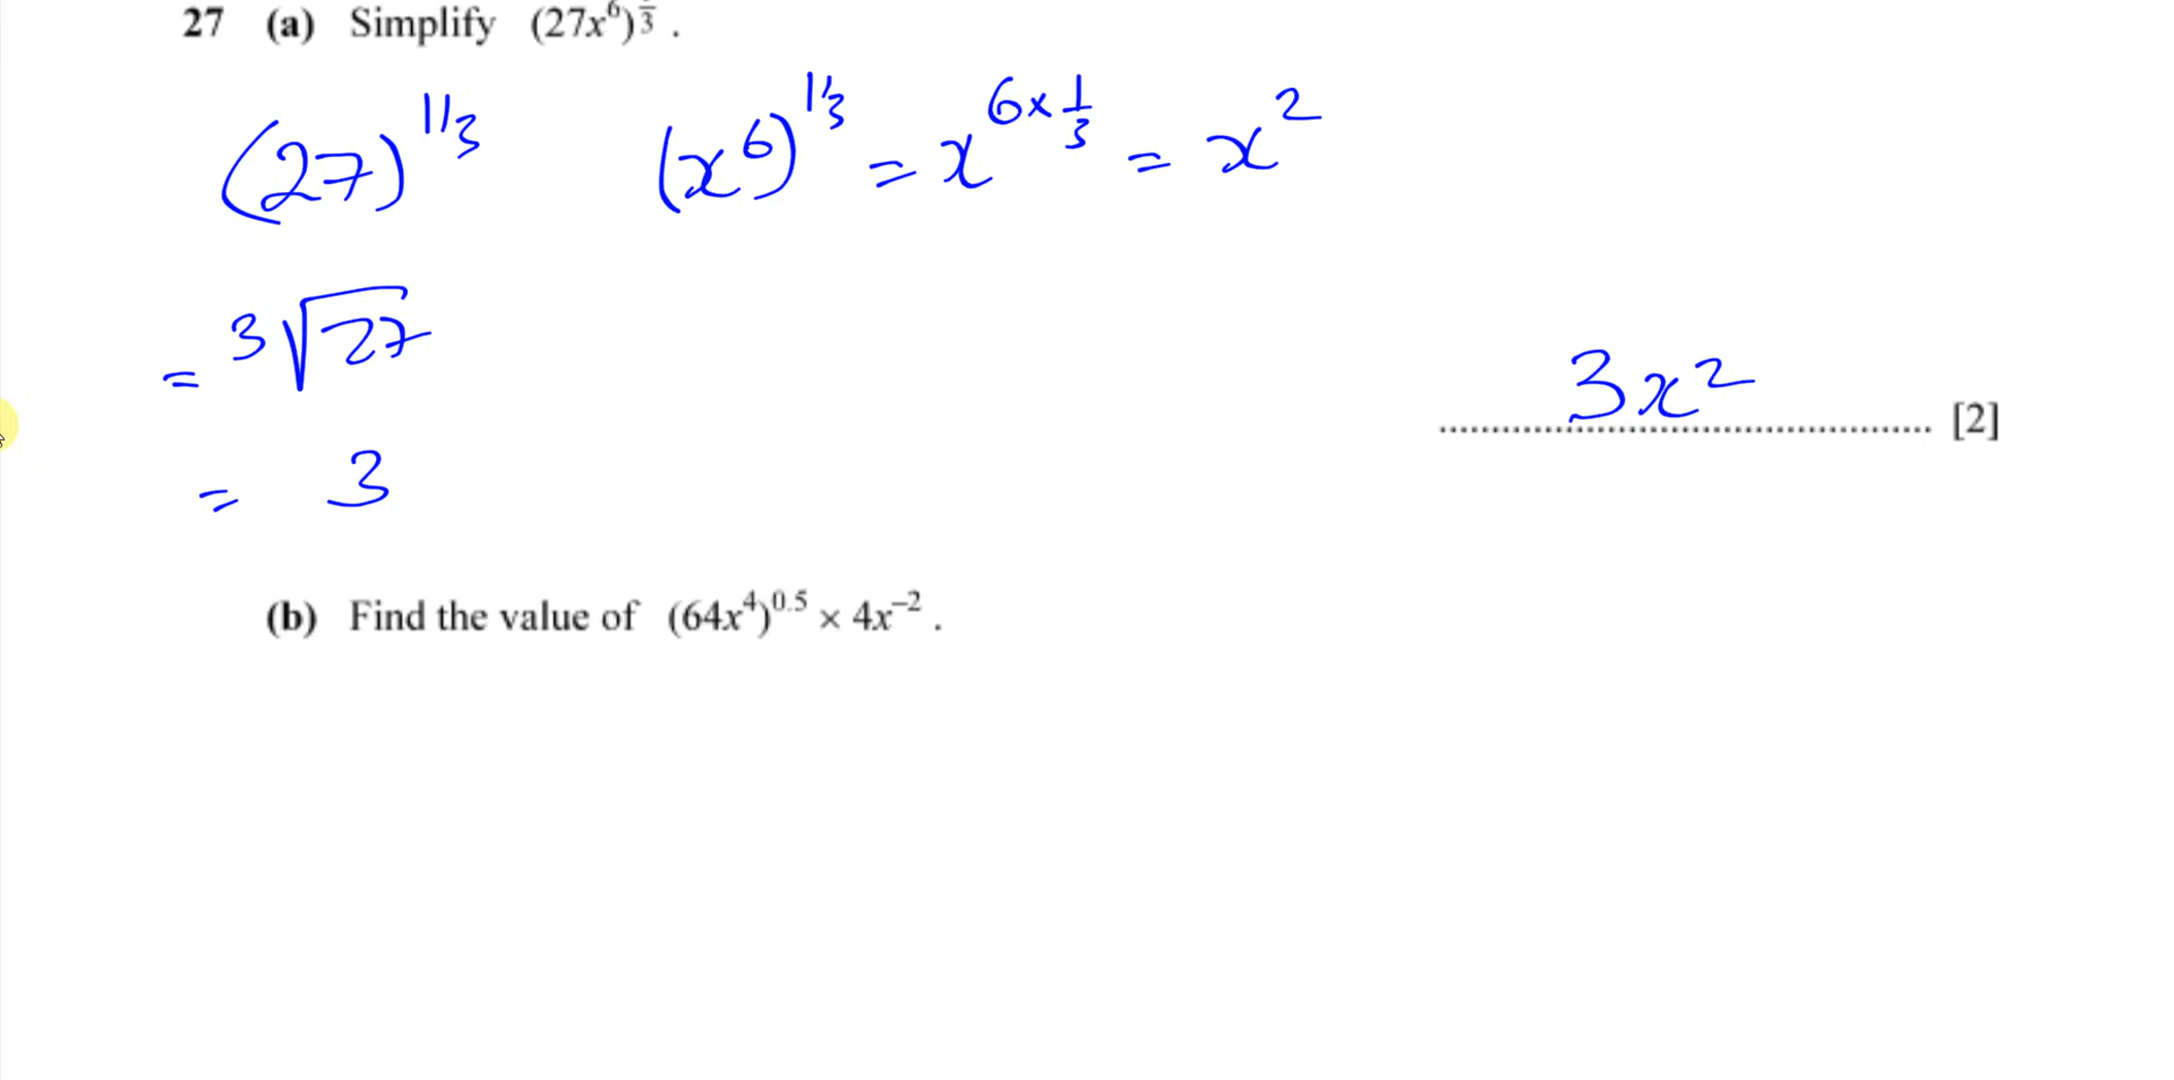 27 (a) Simplify (27x⁶)^(1/3) .
(27)^(1/3) (x⁶)^(1/3) = x^(6×1/3) = x²
= ³√27
3x²
.................................................. [2]
= 3
(b) Find the value of (64x⁴)^0.5 × 4x⁻² .